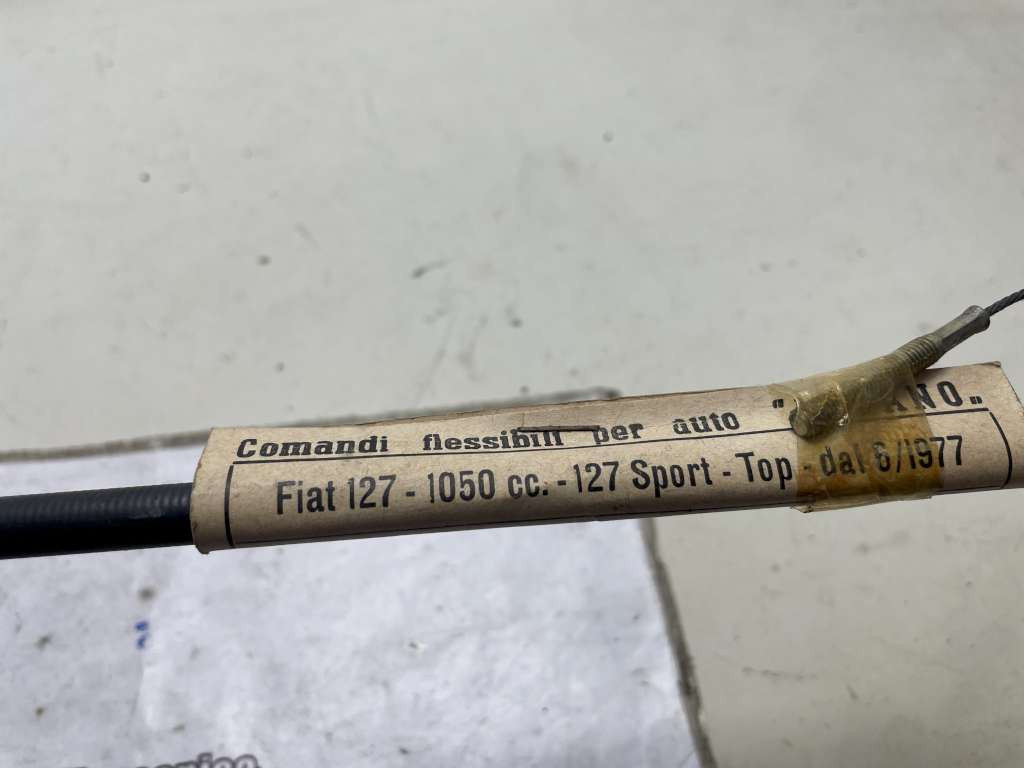 Comandi flessibili per auto
Fiat 127 - 1050 cc. - 127 Sport - Top - dal 6/1977